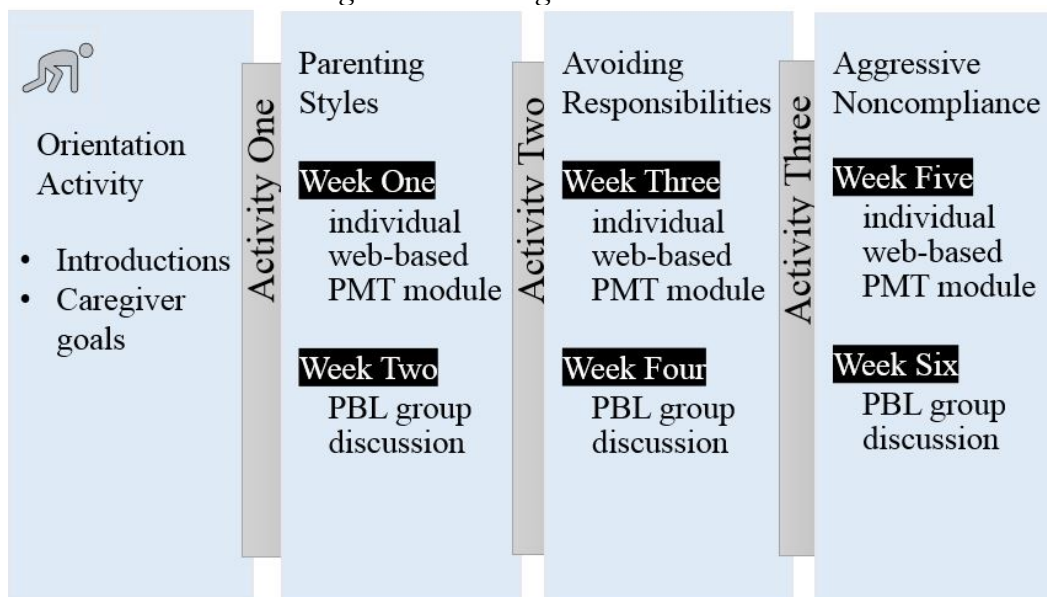 Orientation
Activity
• Introductions
• Caregiver
goals
Activity One
Parenting
Styles
Week One
individual
web-based
PMT module
Week Two
PBL group
discussion
Activity Two
Avoiding
Responsibilities
Week Three
individual
web-based
PMT module
Week Four
PBL group
discussion
Activity Three
Aggressive
Noncompliance
Week Five
individual
web-based
PMT module
Week Six
PBL group
discussion